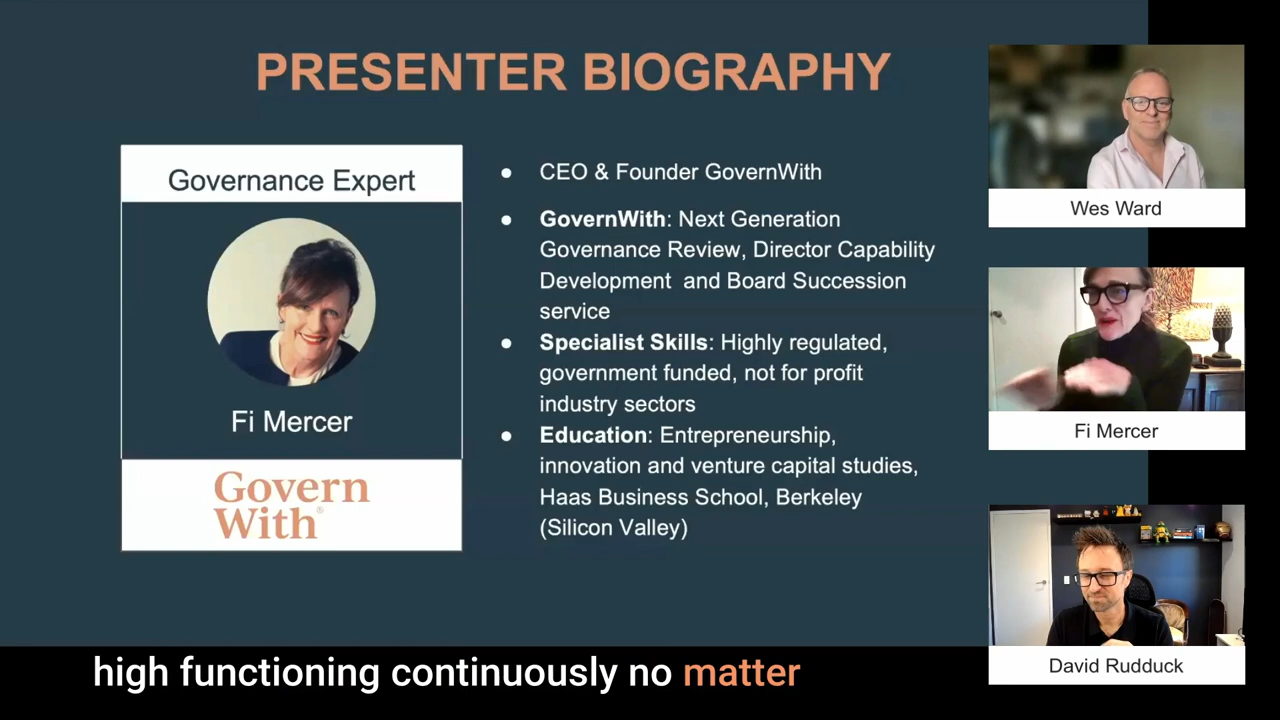 PRESENTER BIOGRAPHY
Governance Expert
Fi Mercer
Govern
With®
● CEO & Founder GovernWith
● GovernWith: Next Generation
Governance Review, Director Capability
Development and Board Succession
service
● Specialist Skills: Highly regulated,
government funded, not for profit
industry sectors
● Education: Entrepreneurship,
innovation and venture capital studies,
Haas Business School, Berkeley
(Silicon Valley)
Wes Ward
Fi Mercer
David Rudduck
high functioning continuously no matter